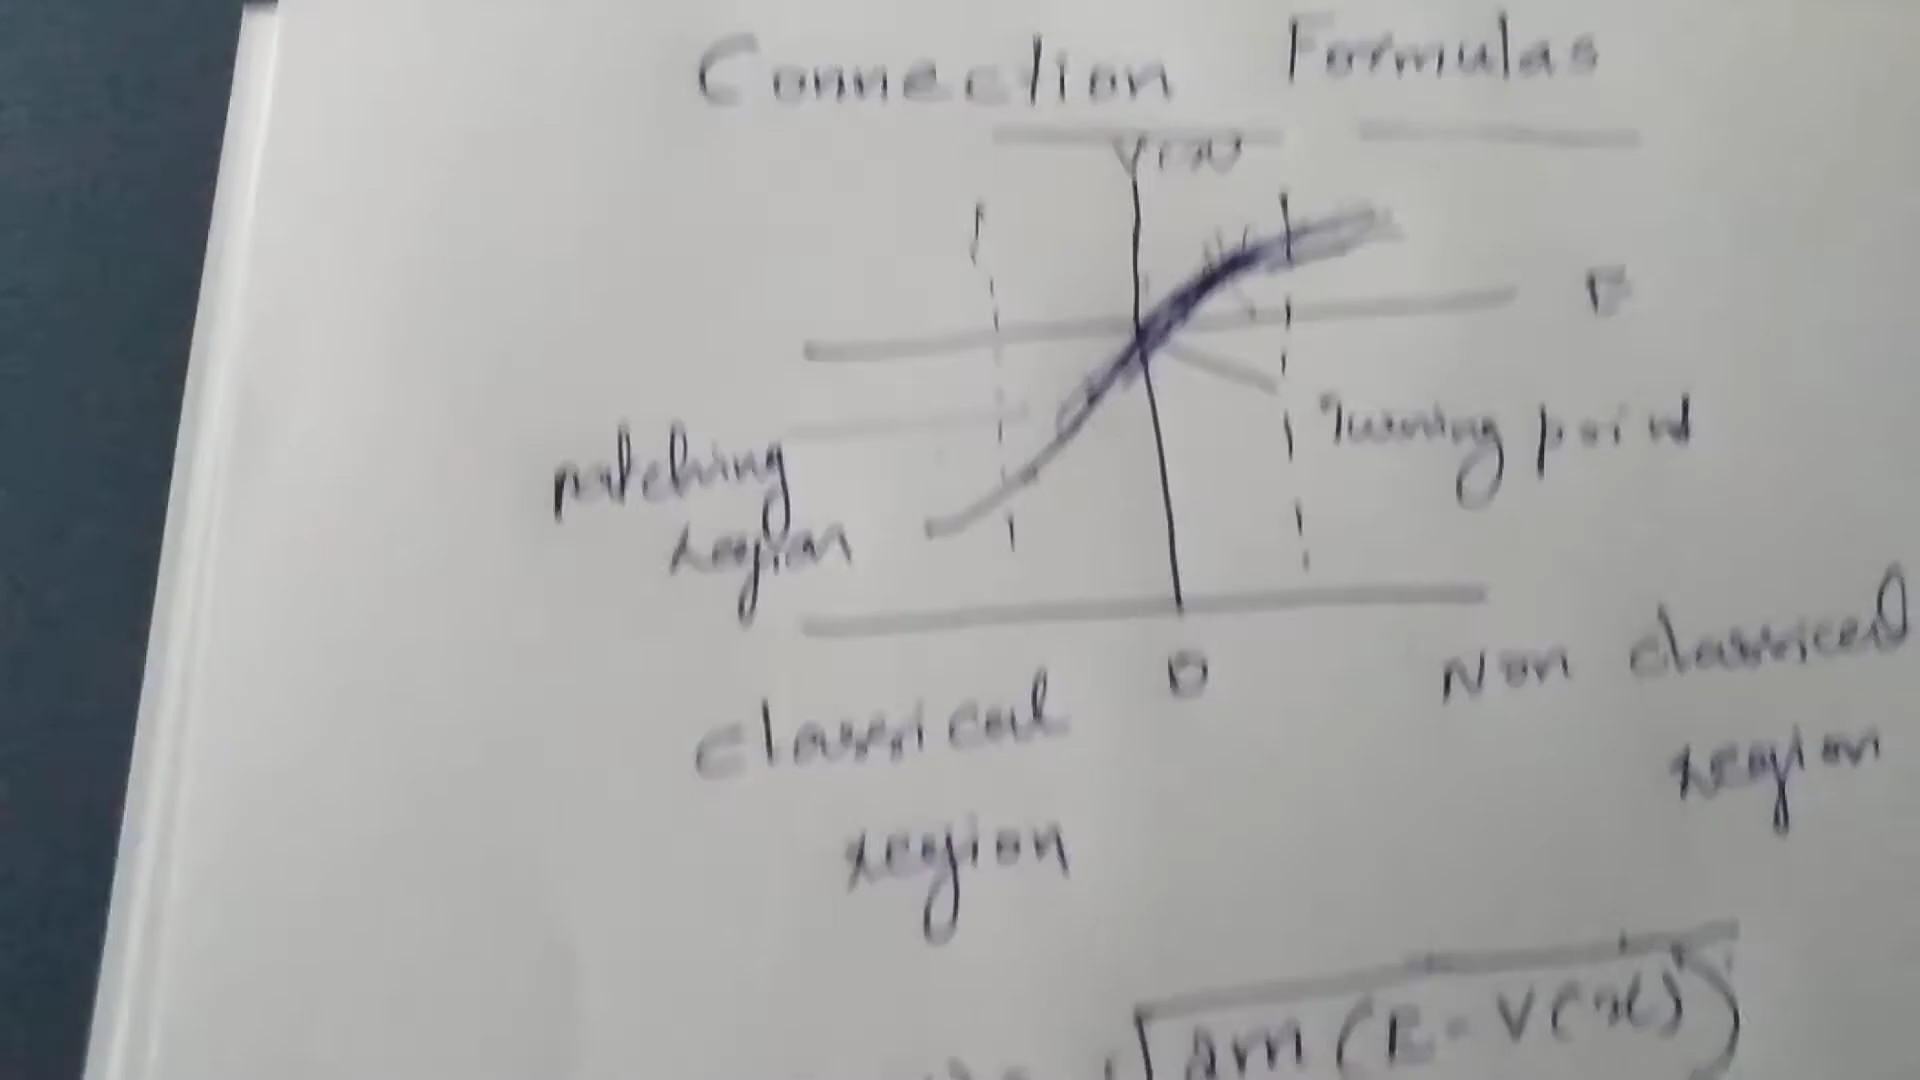 Connection Formulas
V(x)
E
Turning point
matching
region
0
classical
region
Non classical
region
√2m(E-V(x))